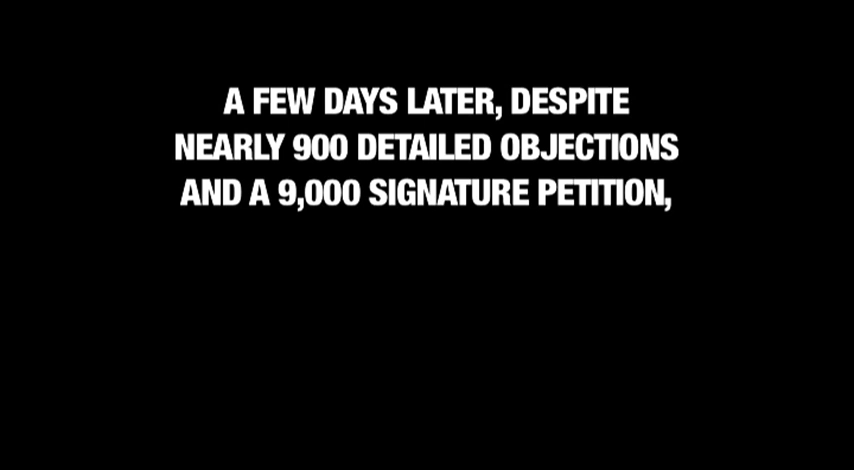 A FEW DAYS LATER, DESPITE
NEARLY 900 DETAILED OBJECTIONS
AND A 9,000 SIGNATURE PETITION,